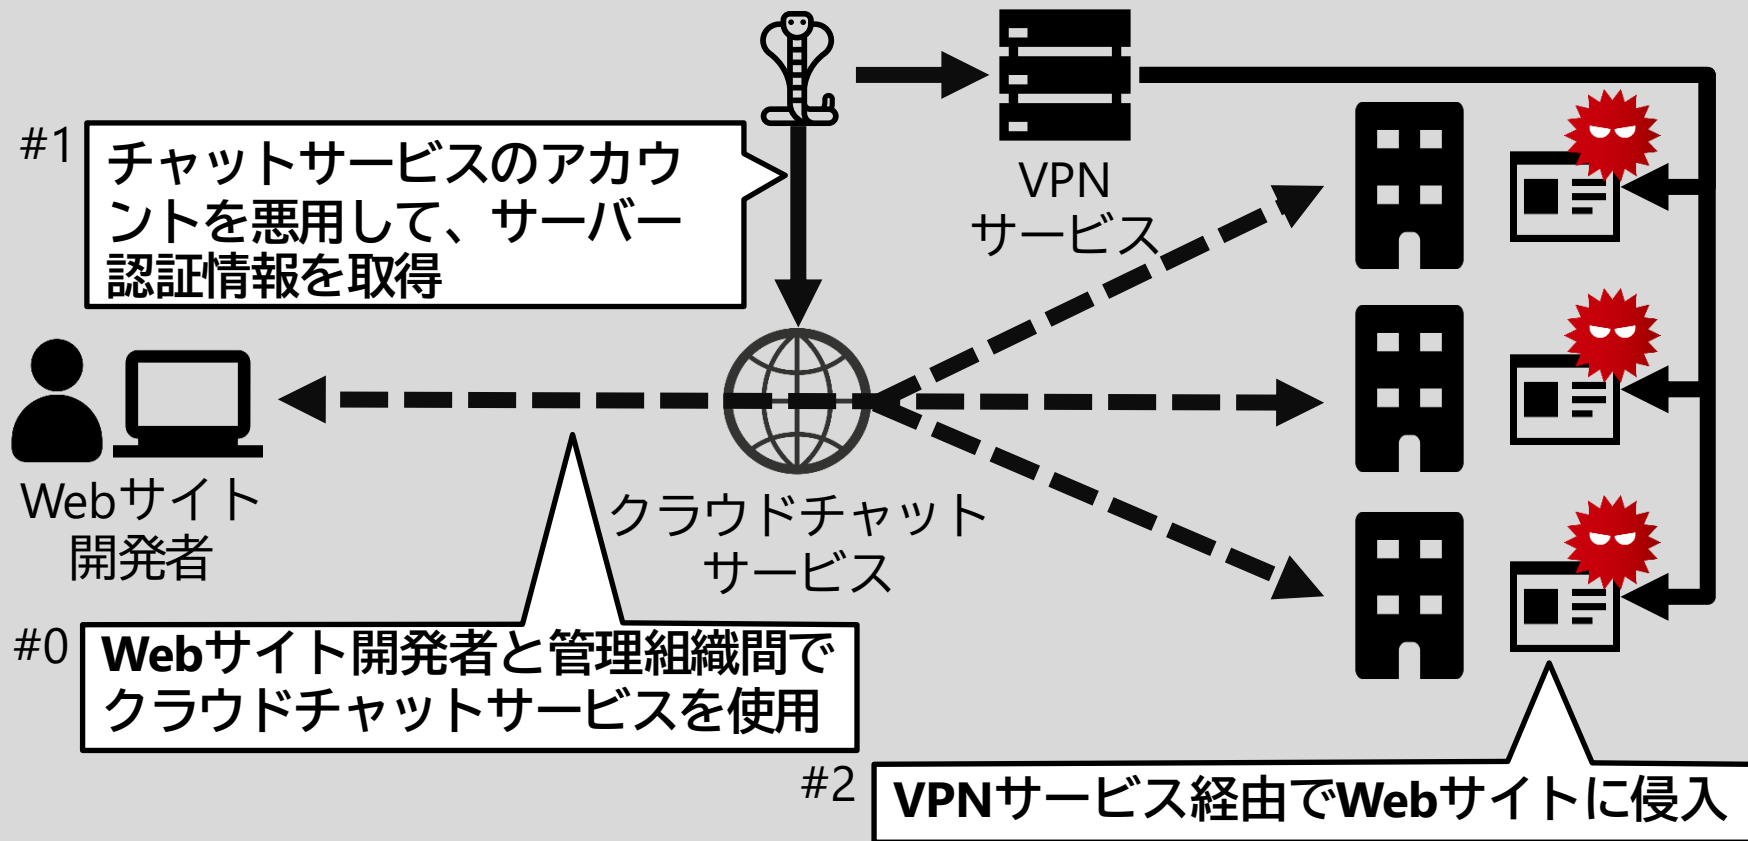 #1
チャットサービスのアカウ
ントを悪用して、サーバー
認証情報を取得
VPN
サービス
Webサイト
開発者
クラウドチャット
サービス
#0
Webサイト開発者と管理組織間で
クラウドチャットサービスを使用
#2
VPNサービス経由でWebサイトに侵入